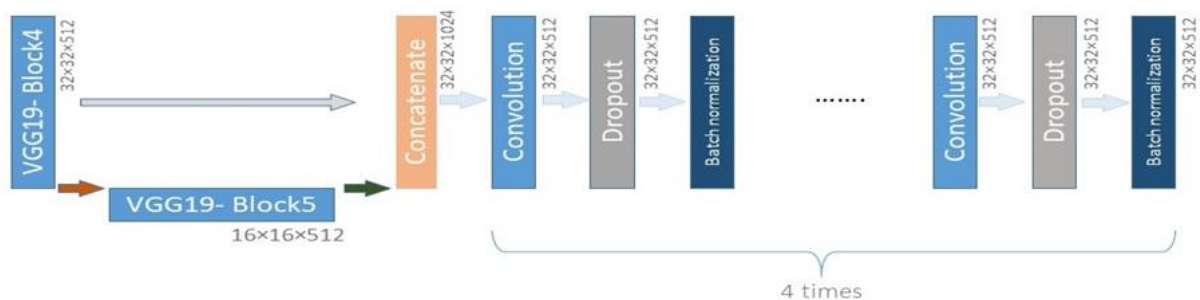 VGG19- Block4
32×32×512
VGG19- Block5
16×16×512
Concatenate
32×32×1024
Convolution
32×32×512
Dropout
32×32×512
Batch normalization
.......
Convolution
32×32×512
Dropout
32×32×512
Batch normalization
32×32×512
4 times